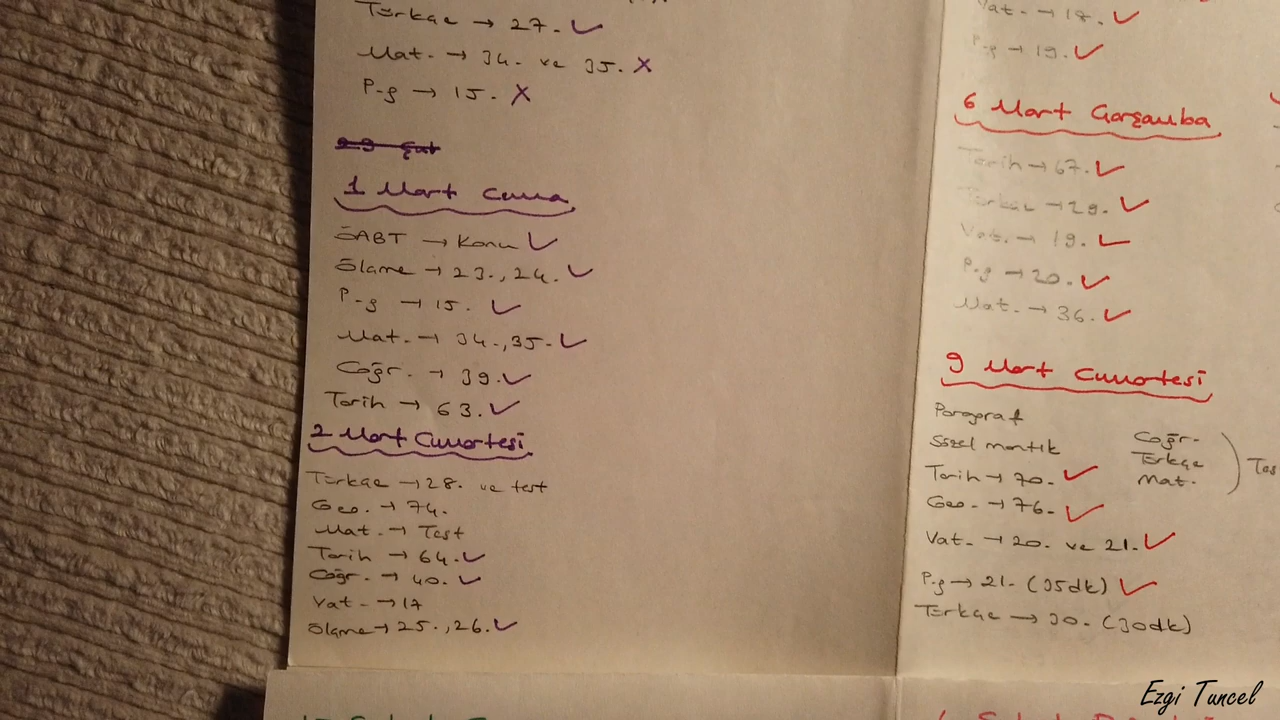 Türkçe → 27. ✓
Mat. → 34. ve 35. X
P-g → 15. X
1 Mart Cuma
ÖABT → Konu ✓
Ölçme → 23., 24. ✓
P-g → 15. ✓
Mat. → 34., 35. ✓
Coğr. → 39. ✓
Tarih → 63. ✓
2 Mart Cumartesi
Türkçe → 28. ve test
Geo. → 74.
Mat. → Test
Tarih → 64. ✓
Coğr. → 40. ✓
Vat. → 17
Ölçme → 25., 26. ✓
Vat. → 18. ✓
P-g → 19. ✓
6 Mart Çarşamba
Tarih → 67. ✓
Türkçe → 29. ✓
Vat. → 19. ✓
P-g → 20. ✓
Mat. → 36. ✓
9 Mart Cumartesi
Paragraf
Sözel mantık
Coğr.
Türkçe
Mat.
Tarih → 70. ✓
Geo. → 76. ✓
Vat. → 20. ve 21. ✓
P-g → 21. (35dk) ✓
Türkçe → 30. (30dk)
Ezgi Tuncel